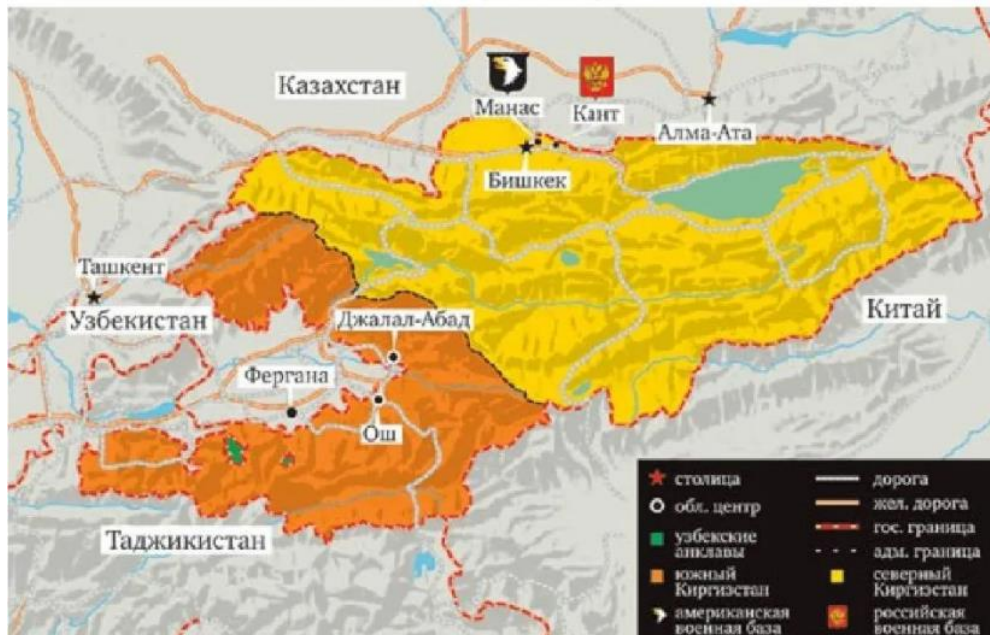 Казахстан
Манас
Кант
Алма-Ата
Бишкек
Ташкент
Узбекистан
Китай
Джалал-Абад
Фергана
Ош
Таджикистан
столица
обл. центр
узбекские
анклавы
южный
Киргизстан
американская
военная база
дорога
жел. дорога
гос. граница
адм. граница
северный
Киргизстан
российская
военная база